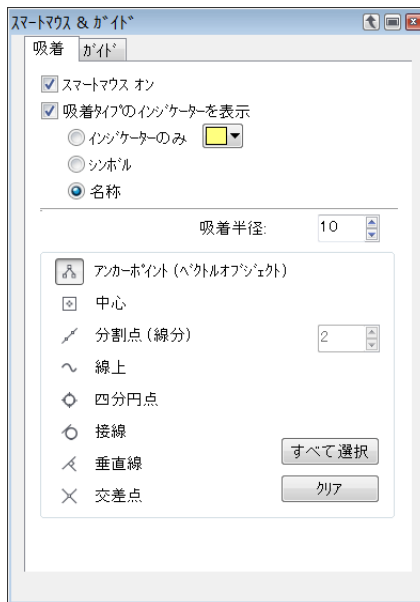 ｽﾏｰﾄﾏｳｽ & ｶﾞｲﾄﾞ
吸着 ｶﾞｲﾄﾞ
ｽﾏｰﾄﾏｳｽ ｵﾝ
吸着ﾀｲﾌﾟのｲﾝｼﾞｹｰﾀｰを表示
ｲﾝｼﾞｹｰﾀｰのみ
ｼﾝﾎﾞﾙ
名称
吸着半径: 10
ｱﾝｶｰﾎﾟｲﾝﾄ (ﾍﾞｸﾄﾙｵﾌﾞｼﾞｪｸﾄ)
中心
分割点 (線分) 2
線上
四分円点
接線
垂直線
交差点
すべて選択
ｸﾘｱ